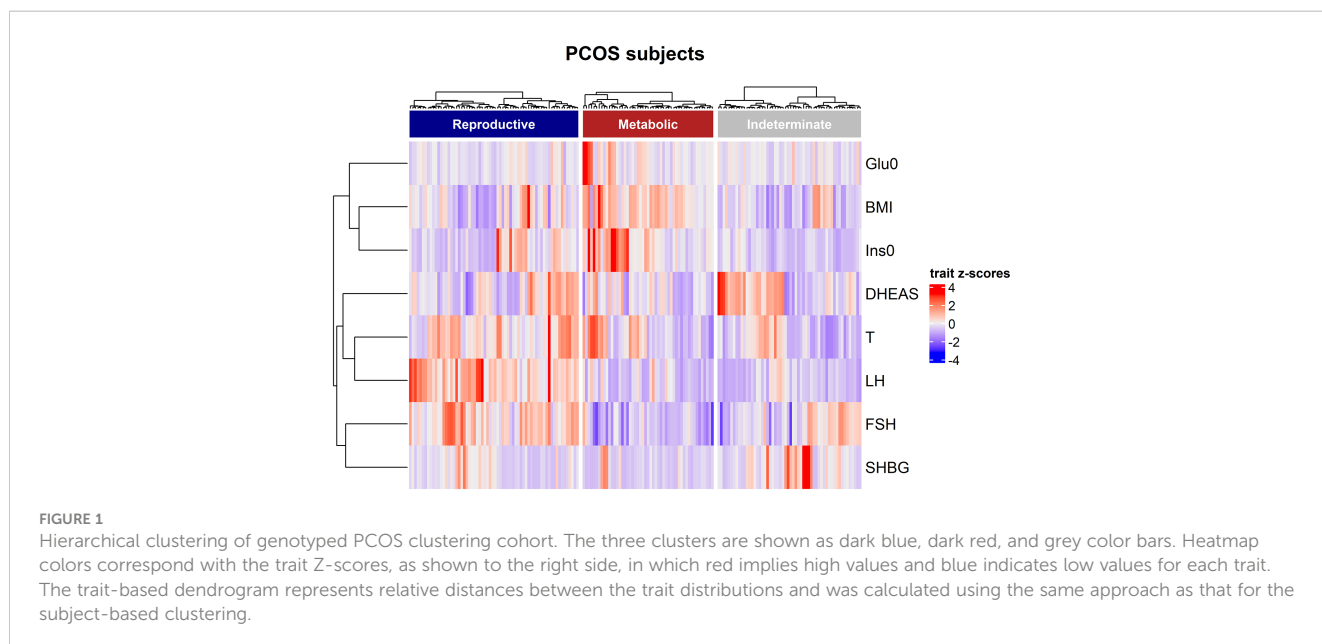 PCOS subjects
Reproductive
Metabolic
Indeterminate
Glu0
BMI
Ins0
DHEAS
T
LH
FSH
SHBG
trait z-scores
4
2
0
-2
-4
FIGURE 1
Hierarchical clustering of genotyped PCOS clustering cohort. The three clusters are shown as dark blue, dark red, and grey color bars. Heatmap
colors correspond with the trait Z-scores, as shown to the right side, in which red implies high values and blue indicates low values for each trait.
The trait-based dendrogram represents relative distances between the trait distributions and was calculated using the same approach as that for the
subject-based clustering.